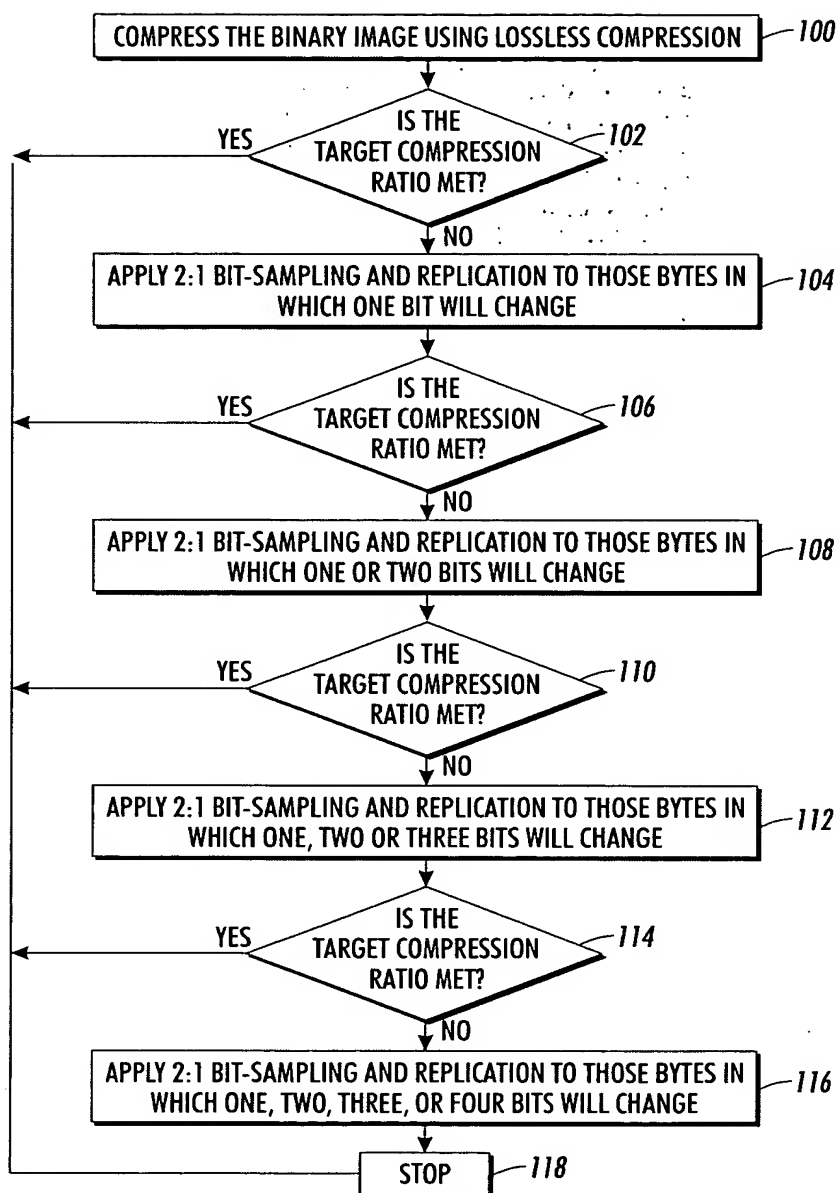 COMPRESS THE BINARY IMAGE USING LOSSLESS COMPRESSION
100
IS THE
TARGET COMPRESSION
RATIO MET?
102
YES
NO
APPLY 2:1 BIT-SAMPLING AND REPLICATION TO THOSE BYTES IN
WHICH ONE BIT WILL CHANGE
104
IS THE
TARGET COMPRESSION
RATIO MET?
106
YES
NO
APPLY 2:1 BIT-SAMPLING AND REPLICATION TO THOSE BYTES IN
WHICH ONE OR TWO BITS WILL CHANGE
108
IS THE
TARGET COMPRESSION
RATIO MET?
110
YES
NO
APPLY 2:1 BIT-SAMPLING AND REPLICATION TO THOSE BYTES IN
WHICH ONE, TWO OR THREE BITS WILL CHANGE
112
IS THE
TARGET COMPRESSION
RATIO MET?
114
YES
NO
APPLY 2:1 BIT-SAMPLING AND REPLICATION TO THOSE BYTES IN
WHICH ONE, TWO, THREE, OR FOUR BITS WILL CHANGE
116
STOP
118